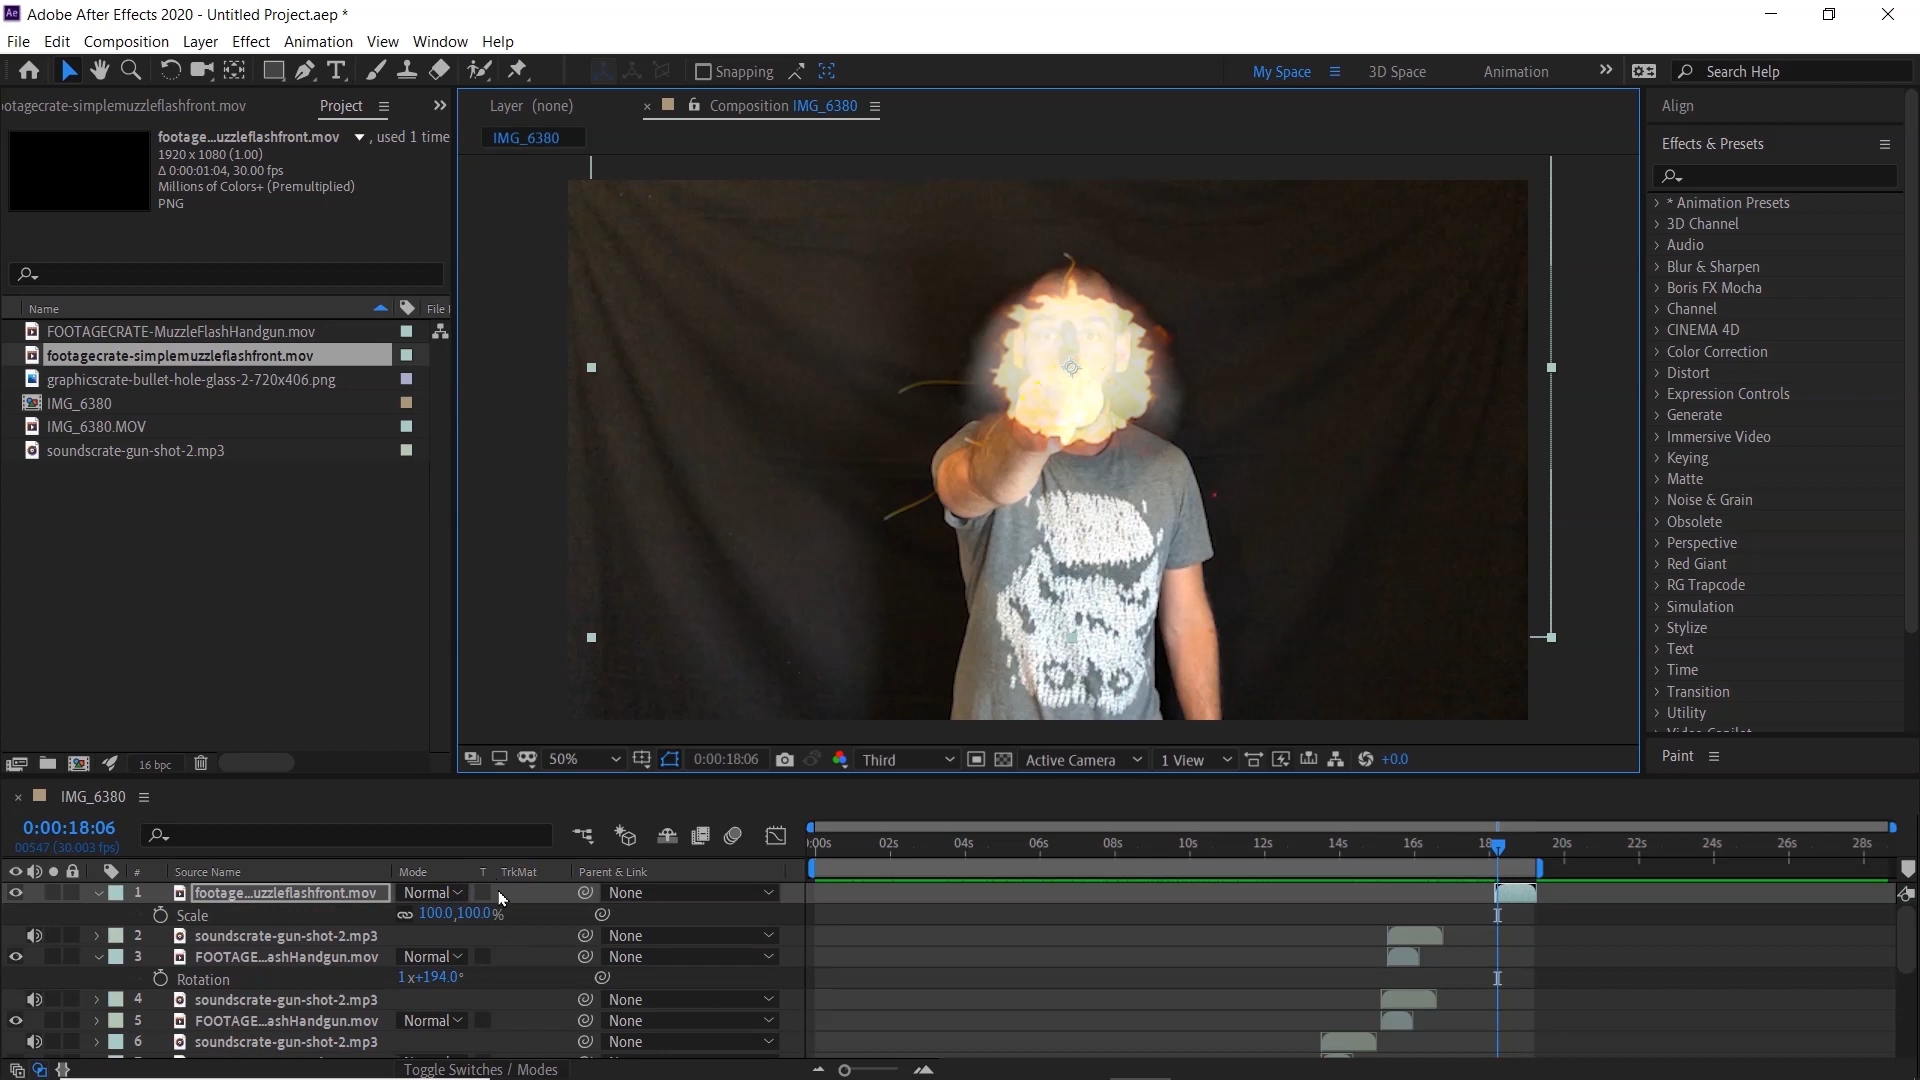 Adobe After Effects 2020 - Untitled Project.aep *
File Edit Composition Layer Effect Animation View Window Help
Snapping
My Space 3D Space Animation
Search Help
otagecrate-simplemuzzleflashfront.mov Project
footage...uzzleflashfront.mov , used 1 time
1920 x 1080 (1.00)
Δ 0:00:01:04, 30.00 fps
Millions of Colors+ (Premultiplied)
PNG
Name File
FOOTAGECRATE-MuzzleFlashHandgun.mov
footagecrate-simplemuzzleflashfront.mov
graphicscrate-bullet-hole-glass-2-720x406.png
IMG_6380
IMG_6380.MOV
soundscrate-gun-shot-2.mp3
16 bpc
Layer (none)
Composition IMG_6380
IMG_6380
50% 0:00:18:06 Third Active Camera 1 View +0.0
Align
Effects & Presets
* Animation Presets
3D Channel
Audio
Blur & Sharpen
Boris FX Mocha
Channel
CINEMA 4D
Color Correction
Distort
Expression Controls
Generate
Immersive Video
Keying
Matte
Noise & Grain
Obsolete
Perspective
Red Giant
RG Trapcode
Simulation
Stylize
Text
Time
Transition
Utility
Paint
IMG_6380
0:00:18:06
00547 (30.003 fps)
:00s 02s 04s 06s 08s 10s 12s 14s 16s 18 20s 22s 24s 26s 28s
# Source Name Mode T TrkMat Parent & Link
1 footage...uzzleflashfront.mov Normal None
Scale 100.0,100.0%
2 soundscrate-gun-shot-2.mp3 None
3 FOOTAGE...ashHandgun.mov Normal None
Rotation 1x+194.0°
4 soundscrate-gun-shot-2.mp3 None
5 FOOTAGE...ashHandgun.mov Normal None
6 soundscrate-gun-shot-2.mp3 None
Toggle Switches / Modes